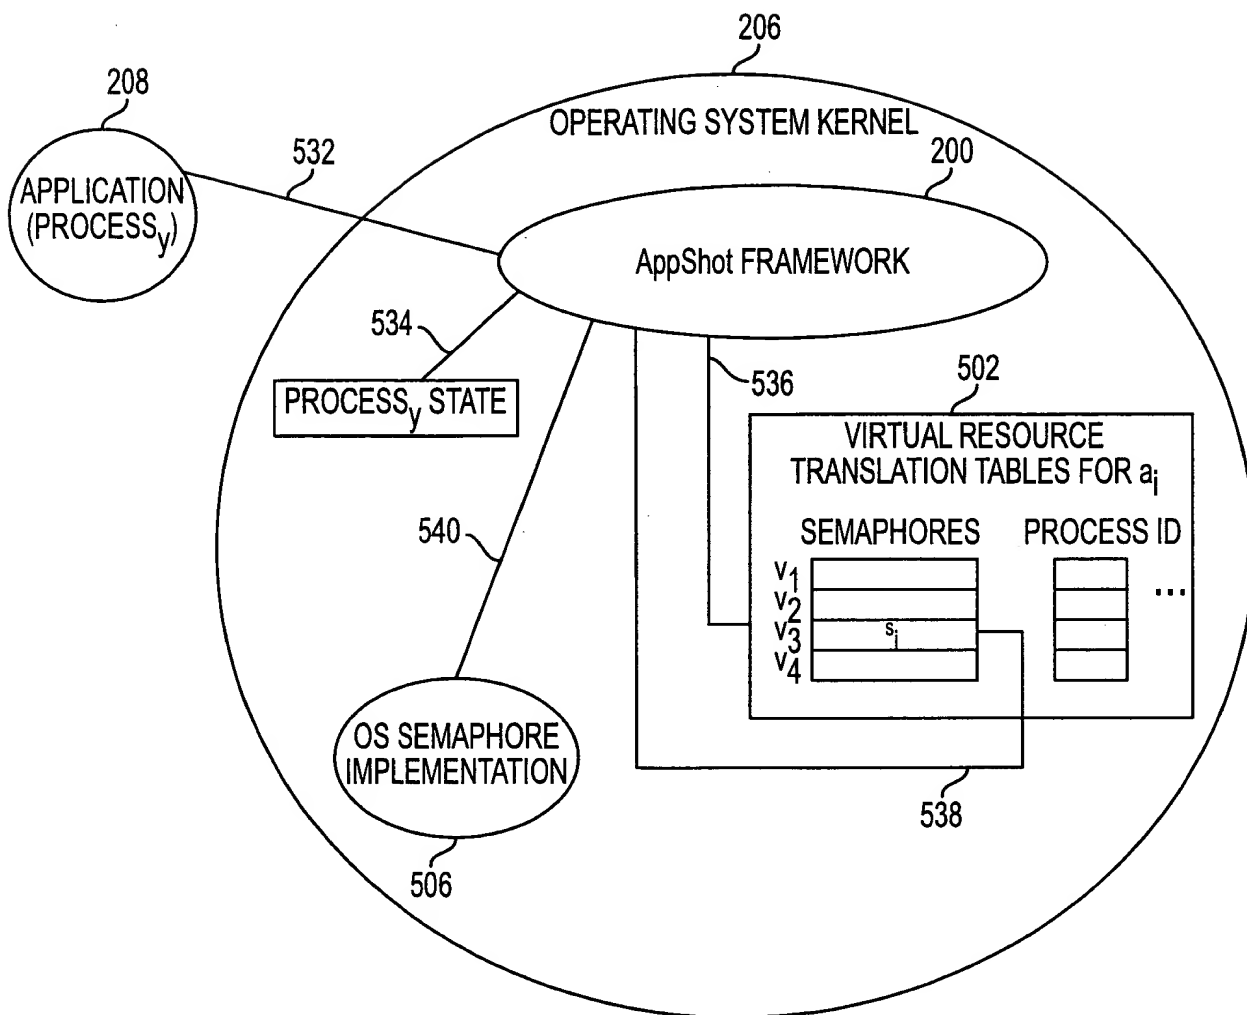 206
208
OPERATING SYSTEM KERNEL
532
200
APPLICATION
(PROCESSy)
AppShot FRAMEWORK
534
536
502
PROCESSy STATE
VIRTUAL RESOURCE
TRANSLATION TABLES FOR ai
540
SEMAPHORES
PROCESS ID
v1
v2
...
v3
sj
v4
OS SEMAPHORE
IMPLEMENTATION
538
506